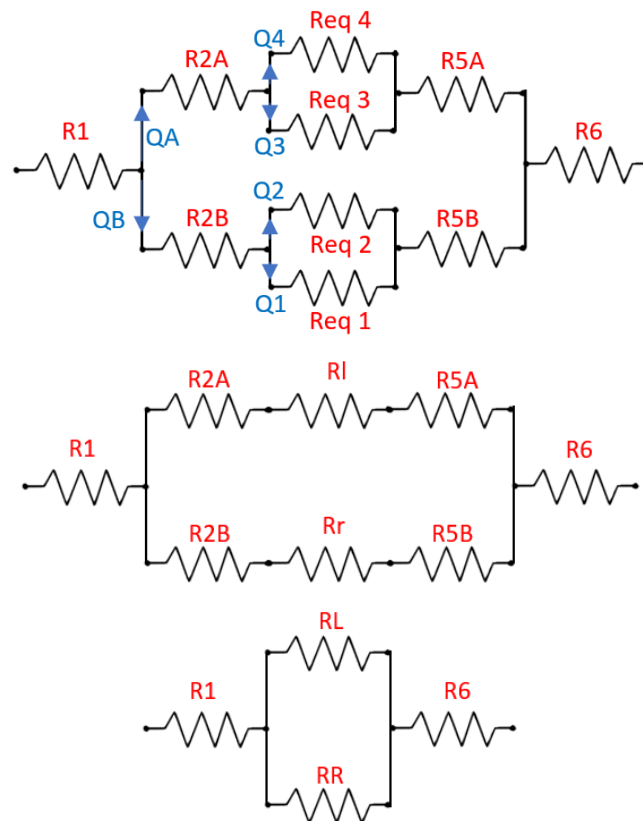 Q4
Req 4
R2A
R5A
Req 3
R1
QA
R6
Q3
QB
Q2
R2B
R5B
Req 2
Q1
Req 1
R2A
Rl
R5A
R1
R6
R2B
Rr
R5B
RL
R1
R6
RR